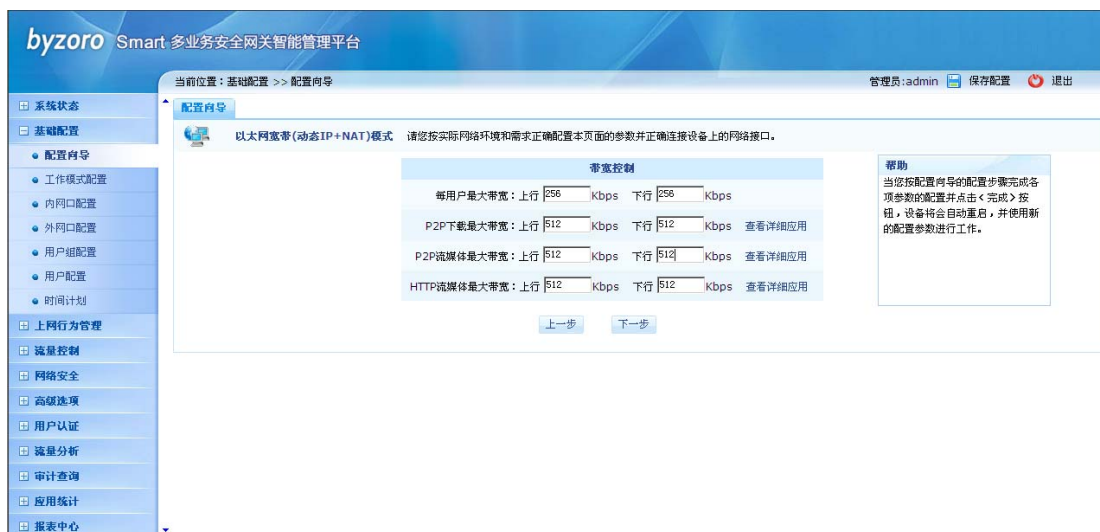 byzoro Smart 多业务安全网关智能管理平台
当前位置：基础配置 >> 配置向导
管理员:admin 保存配置 退出
系统状态
基础配置
配置向导
工作模式配置
内网口配置
外网口配置
用户组配置
用户配置
时间计划
上网行为管理
流量控制
网络安全
高级选项
用户认证
流量分析
审计查询
应用统计
报表中心
配置向导
以太网宽带(动态IP+NAT)模式 请您按实际网络环境和需求正确配置本页面的参数并正确连接设备上的网络接口。
带宽控制
每用户最大带宽：上行 256 Kbps 下行 256 Kbps
P2P下载最大带宽：上行 512 Kbps 下行 512 Kbps 查看详细应用
P2P流媒体最大带宽：上行 512 Kbps 下行 512 Kbps 查看详细应用
HTTP流媒体最大带宽：上行 512 Kbps 下行 512 Kbps 查看详细应用
上一步 下一步
帮助
当您按配置向导的配置步骤完成各
项参数的配置并点击<完成>按
钮，设备将会自动重启，并使用新
的配置参数进行工作。